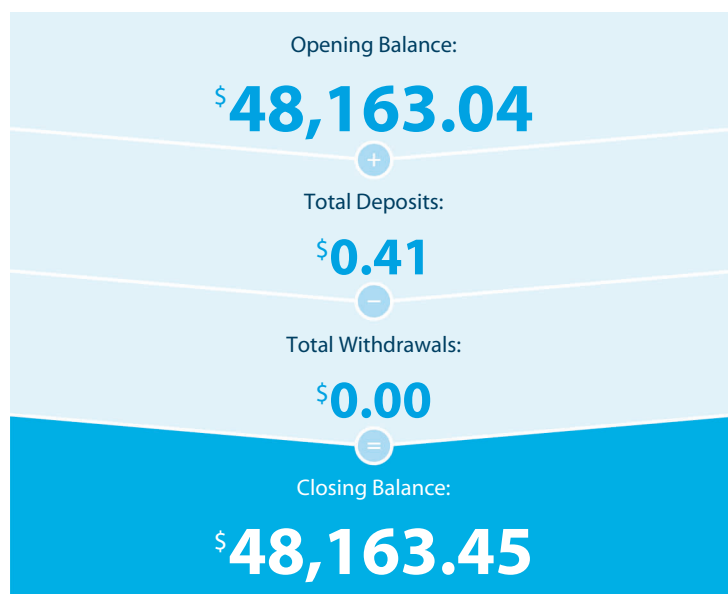 Opening Balance:
$48,163.04
+
Total Deposits:
$0.41
−
Total Withdrawals:
$0.00
=
Closing Balance:
$48,163.45